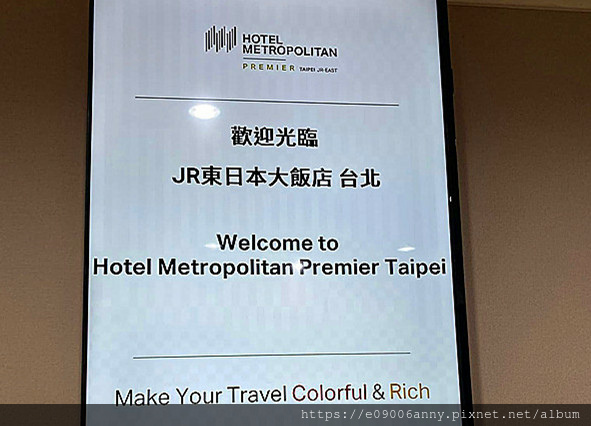 HOTEL
METROPOLITAN
PREMIER TAIPEI JR-EAST
歡迎光臨
JR東日本大飯店 台北
Welcome to
Hotel Metropolitan Premier Taipei
Make Your Travel Colorful & Rich
https://e09006anny.pixnet.net/album